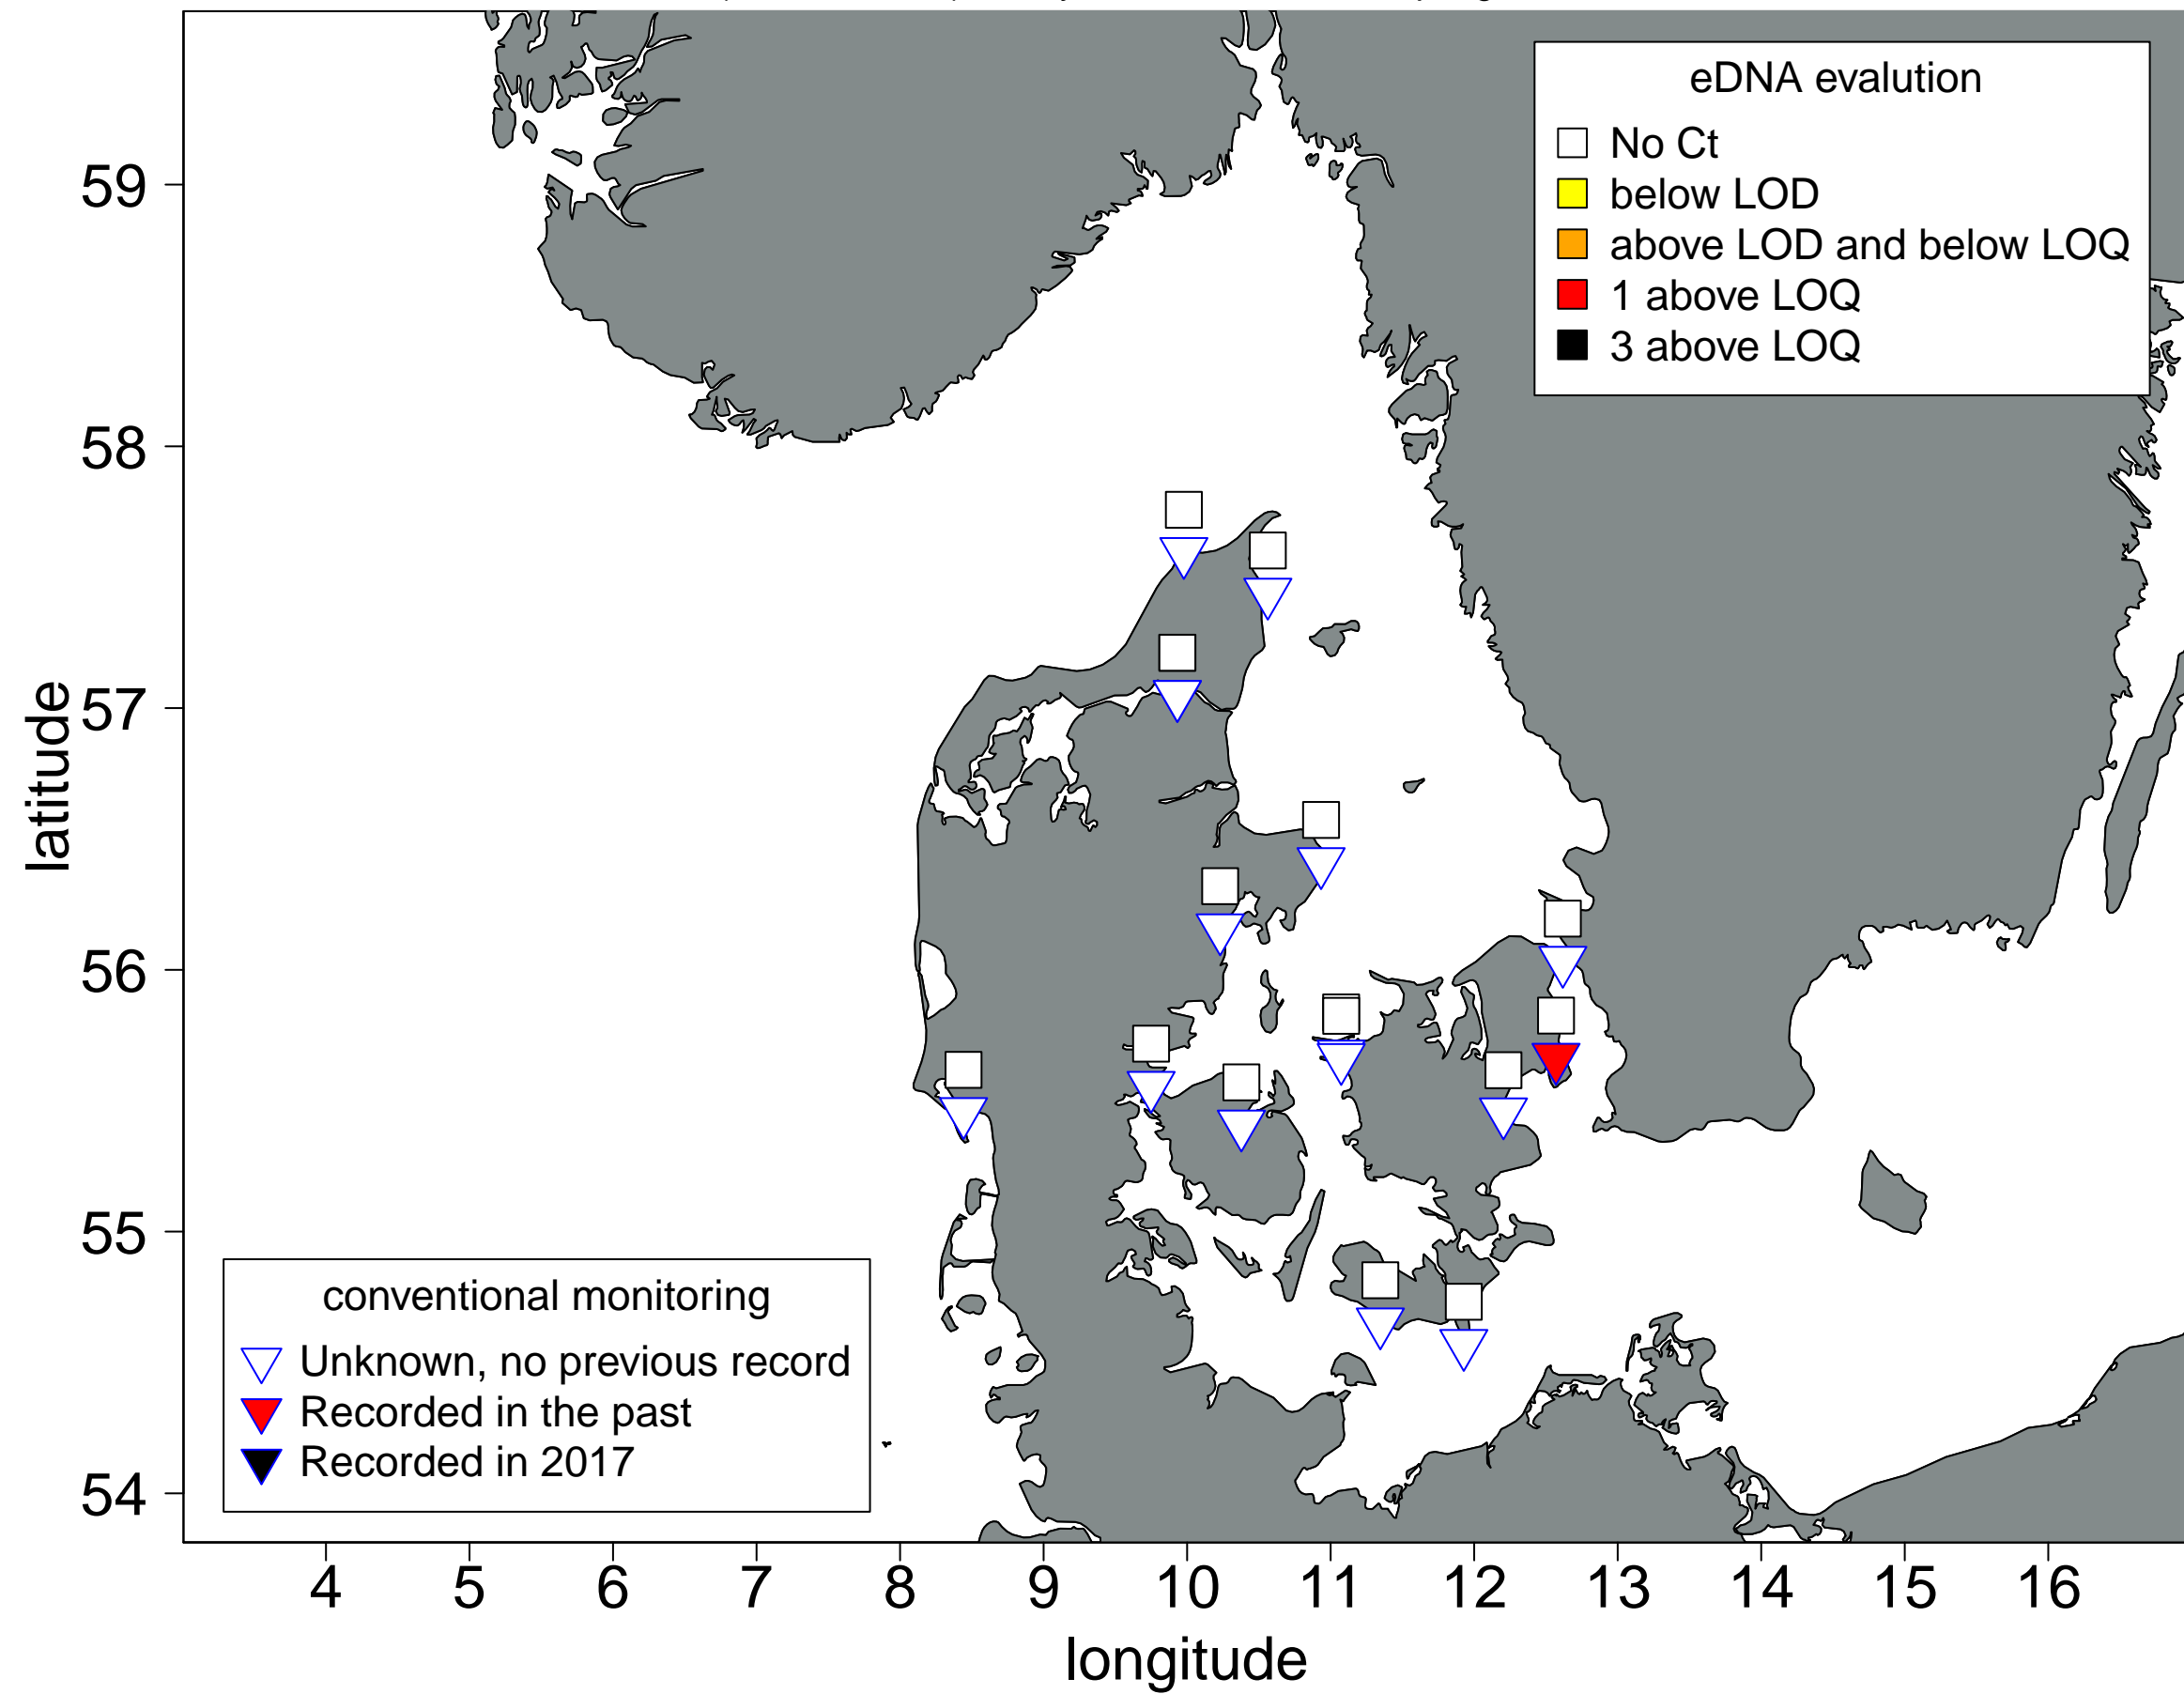 eDNA evalution
No Ct
below LOD
above LOD and below LOQ
1 above LOQ
3 above LOQ
59
58
57
56
55
54
latitude
conventional monitoring
Unknown, no previous record
Recorded in the past
Recorded in 2017
4 5 6 7 8 9 10 11 12 13 14 15 16
longitude